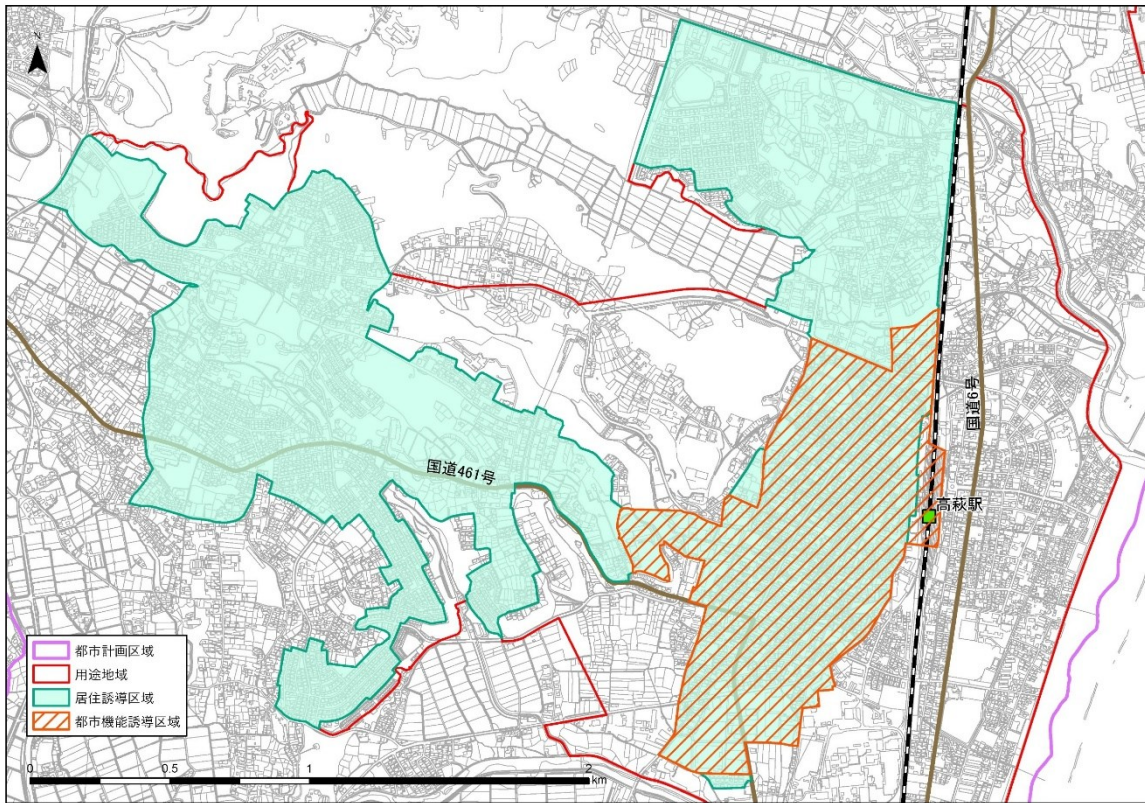 N
国道6号
国道461号
高萩駅
都市計画区域
用途地域
居住誘導区域
都市機能誘導区域
0 0.5 1 2
km